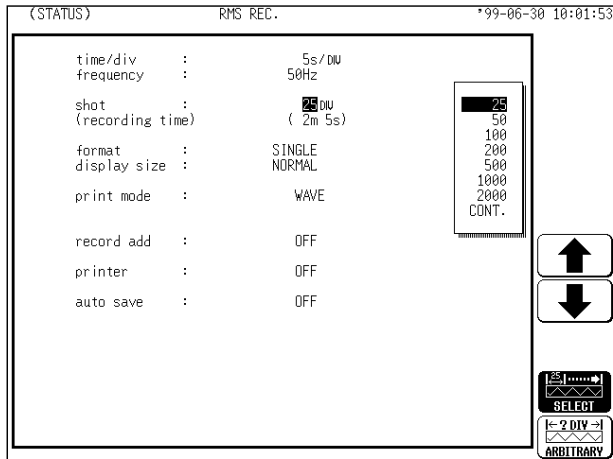 (STATUS) RMS REC. '99-06-30 10:01:53
time/div : 5s/DIV
frequency : 50Hz
shot : 25 DIV
(recording time) ( 2m 5s)
format : SINGLE
display size : NORMAL
print mode : WAVE
record add : OFF
printer : OFF
auto save : OFF
25
50
100
200
500
1000
2000
CONT.
25
SELECT
? DIV
ARBITRARY